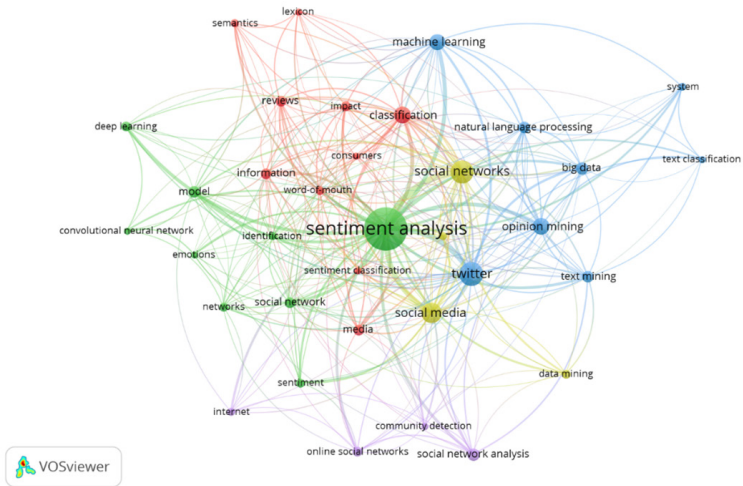 lexicon
semantics
machine learning
system
reviews
impact
classification
deep learning
natural language processing
consumers
text classification
information
social networks
big data
word-of-mouth
model
sentiment analysis
opinion mining
convolutional neural network
identification
emotions
sentiment classification
twitter
text mining
networks
social network
social media
media
data mining
sentiment
internet
community detection
online social networks
social network analysis
VOSviewer